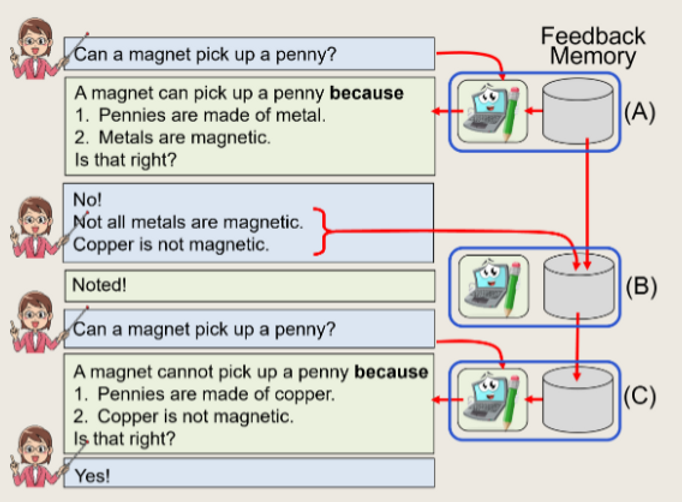 Feedback
Memory
Can a magnet pick up a penny?
A magnet can pick up a penny because
1. Pennies are made of metal.
2. Metals are magnetic.
Is that right?
(A)
No!
Not all metals are magnetic.
Copper is not magnetic.
(B)
Noted!
Can a magnet pick up a penny?
A magnet cannot pick up a penny because
1. Pennies are made of copper.
2. Copper is not magnetic.
Is that right?
(C)
Yes!